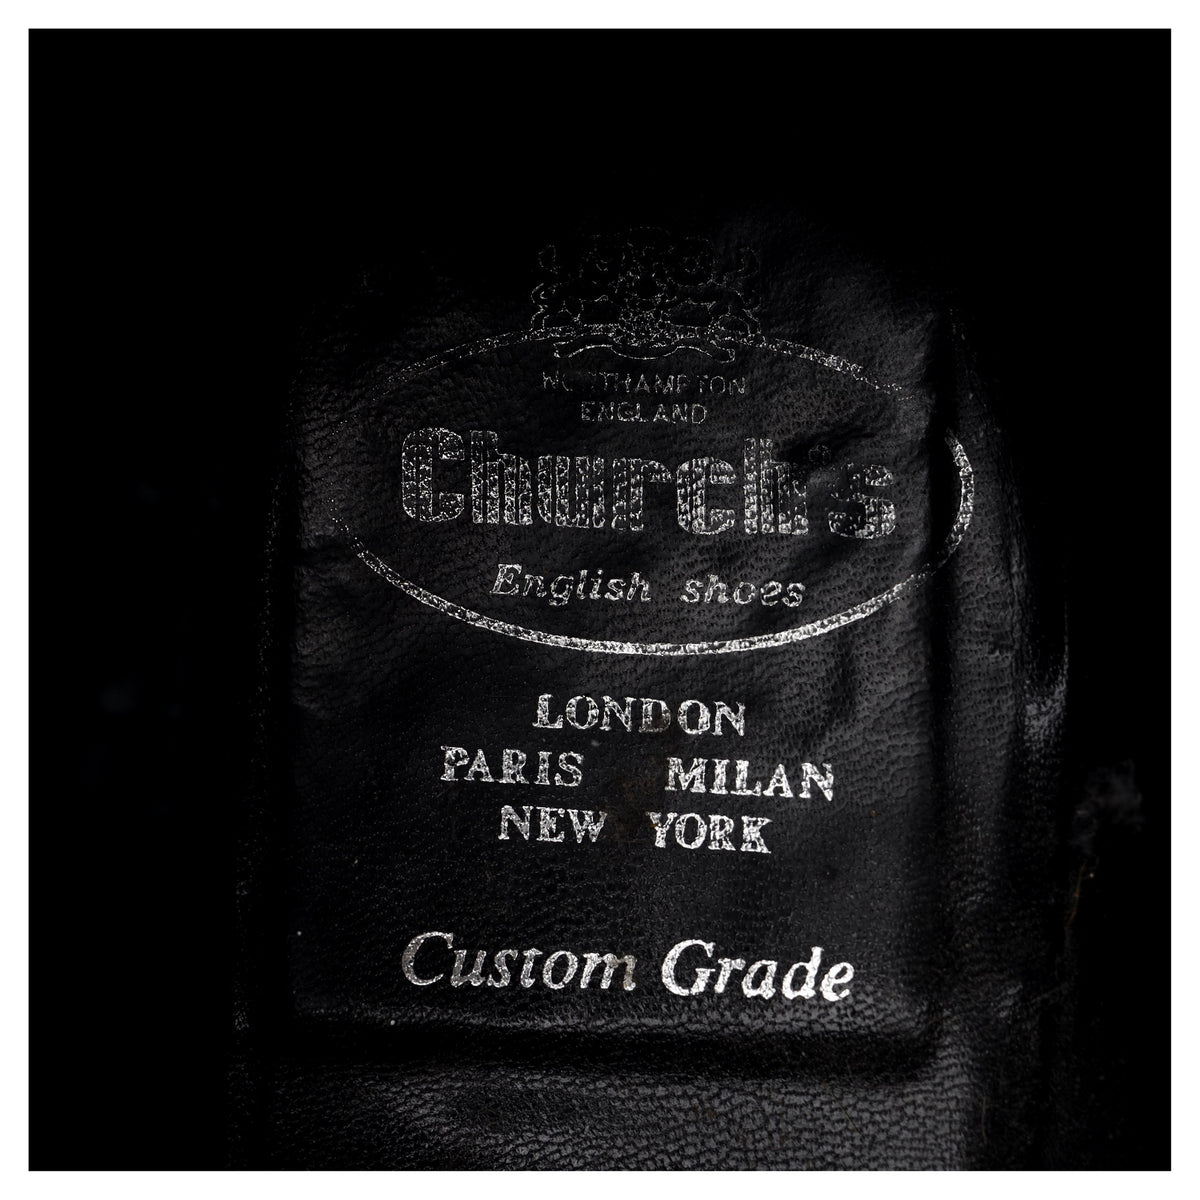 NORTHAMPTON
ENGLAND
Church's
English shoes
LONDON
PARIS MILAN
NEW YORK
Custom Grade